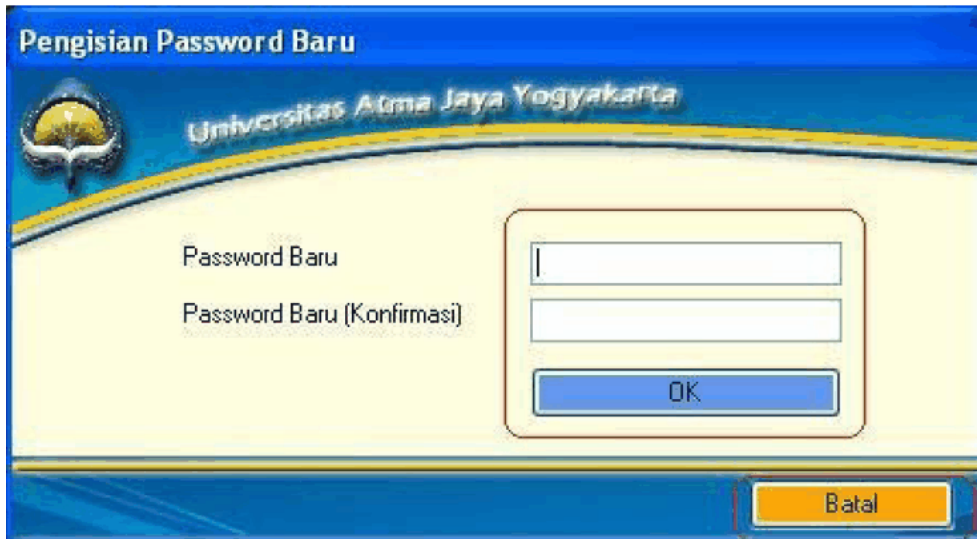 Pengisian Password Baru
Universitas Atma Jaya Yogyakarta
Password Baru
Password Baru (Konfirmasi)
OK
Batal